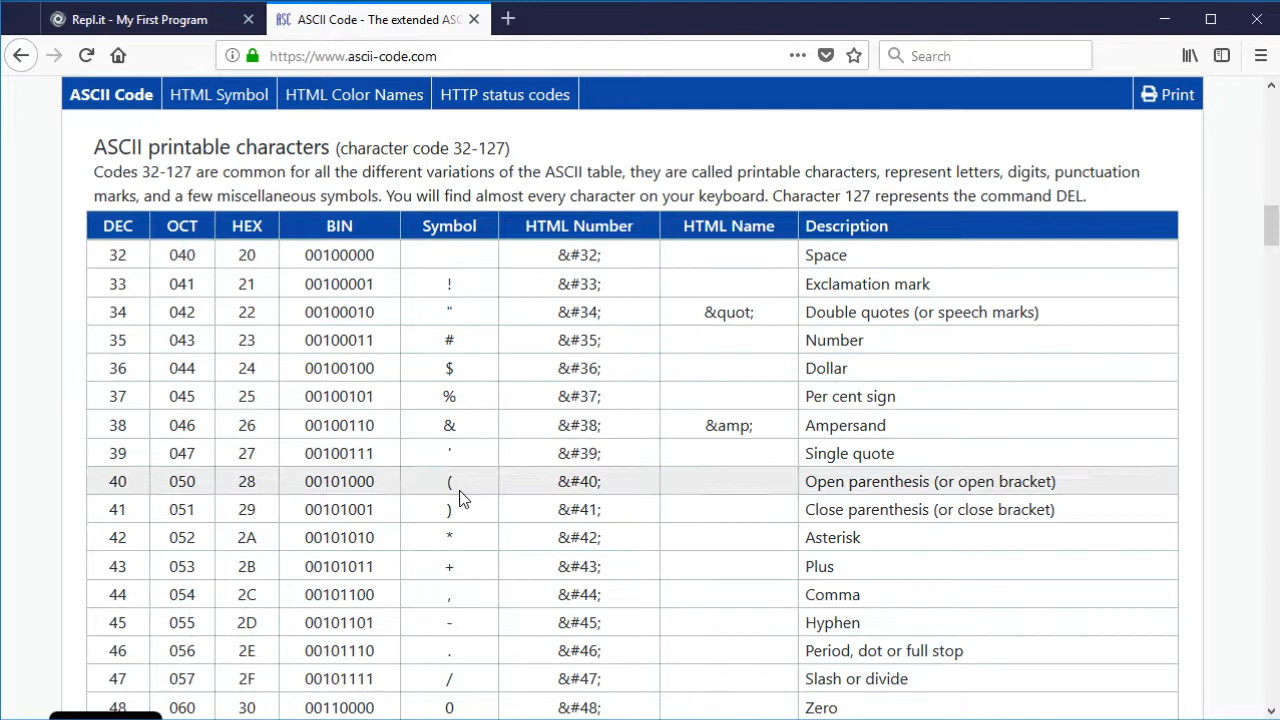 Repl.it - My First Program
ASC ASCII Code - The extended ASC
https://www.ascii-code.com
Search
ASCII Code HTML Symbol HTML Color Names HTTP status codes Print
ASCII printable characters (character code 32-127)
Codes 32-127 are common for all the different variations of the ASCII table, they are called printable characters, represent letters, digits, punctuation
marks, and a few miscellaneous symbols. You will find almost every character on your keyboard. Character 127 represents the command DEL.
DEC OCT HEX BIN Symbol HTML Number HTML Name Description
32 040 20 00100000 &#32; Space
33 041 21 00100001 ! &#33; Exclamation mark
34 042 22 00100010 " &#34; &quot; Double quotes (or speech marks)
35 043 23 00100011 # &#35; Number
36 044 24 00100100 $ &#36; Dollar
37 045 25 00100101 % &#37; Per cent sign
38 046 26 00100110 & &#38; &amp; Ampersand
39 047 27 00100111 ' &#39; Single quote
40 050 28 00101000 ( &#40; Open parenthesis (or open bracket)
41 051 29 00101001 ) &#41; Close parenthesis (or close bracket)
42 052 2A 00101010 * &#42; Asterisk
43 053 2B 00101011 + &#43; Plus
44 054 2C 00101100 , &#44; Comma
45 055 2D 00101101 - &#45; Hyphen
46 056 2E 00101110 . &#46; Period, dot or full stop
47 057 2F 00101111 / &#47; Slash or divide
48 060 30 00110000 0 &#48; Zero